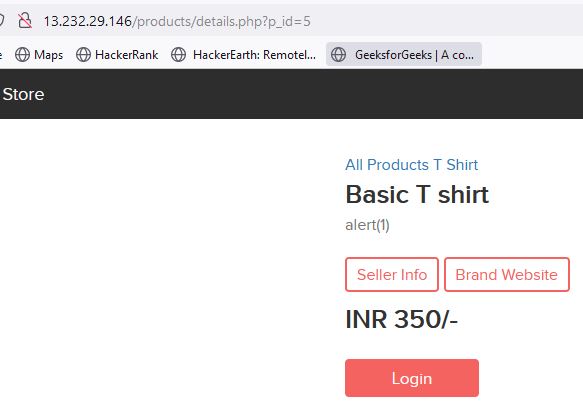 13.232.29.146/products/details.php?p_id=5
Maps HackerRank HackerEarth: Remotel... GeeksforGeeks | A co...
Store
All Products T Shirt
Basic T shirt
alert(1)
Seller Info Brand Website
INR 350/-
Login